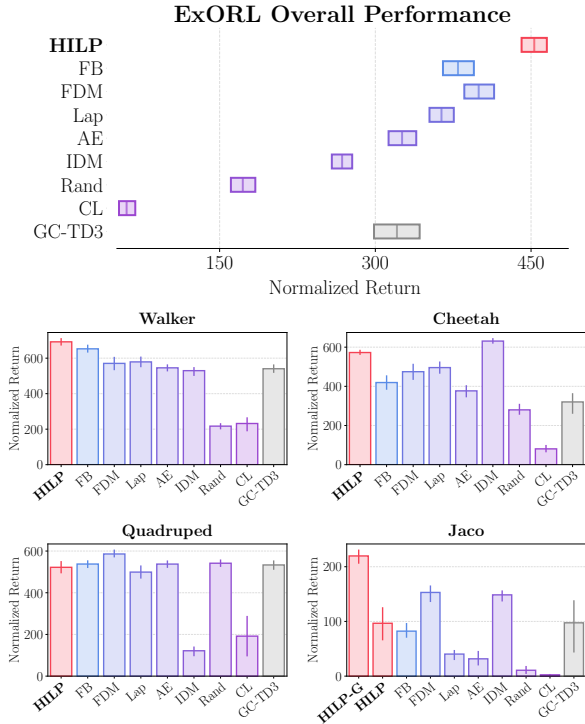 ExORL Overall Performance
HILP
FB
FDM
Lap
AE
IDM
Rand
CL
GC-TD3
150 300 450
Normalized Return
Walker
Normalized Return
600
400
200
0
HILP FB FDM Lap AE IDM Rand CL GC-TD3
Cheetah
Normalized Return
600
400
200
0
HILP FB FDM Lap AE IDM Rand CL GC-TD3
Quadruped
Normalized Return
600
400
200
0
HILP FB FDM Lap AE IDM Rand CL GC-TD3
Jaco
Normalized Return
200
100
0
HILP-G HILP FB FDM Lap AE IDM Rand CL GC-TD3